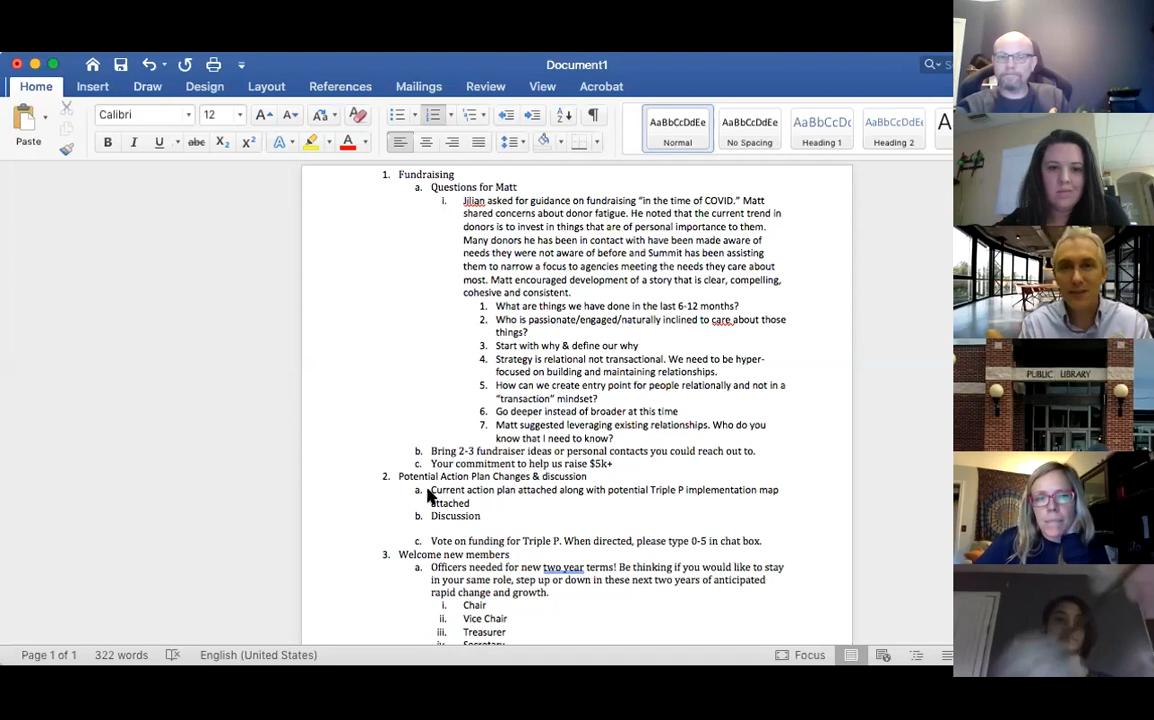 Document1
Home Insert Draw Design Layout References Mailings Review View Acrobat
Calibri 12
Paste
AaBbCcDdEe AaBbCcDdEe AaBbCcDc AaBbCcDdEe
Normal No Spacing Heading 1 Heading 2
1. Fundraising
a. Questions for Matt
i. Jilian asked for guidance on fundraising “in the time of COVID.” Matt
shared concerns about donor fatigue. He noted that the current trend in
donors is to invest in things that are of personal importance to them.
Many donors he has been in contact with have been made aware of
needs they were not aware of before and Summit has been assisting
them to narrow a focus to agencies meeting the needs they care about
most. Matt encouraged development of a story that is clear, compelling,
cohesive and consistent.
1. What are things we have done in the last 6-12 months?
2. Who is passionate/engaged/naturally inclined to care about those
things?
3. Start with why & define our why
4. Strategy is relational not transactional. We need to be hyper-
focused on building and maintaining relationships.
5. How can we create entry point for people relationally and not in a
“transaction” mindset?
6. Go deeper instead of broader at this time
7. Matt suggested leveraging existing relationships. Who do you
know that I need to know?
b. Bring 2-3 fundraiser ideas or personal contacts you could reach out to.
c. Your commitment to help us raise $5k+
2. Potential Action Plan Changes & discussion
a. Current action plan attached along with potential Triple P implementation map
attached
b. Discussion
c. Vote on funding for Triple P. When directed, please type 0-5 in chat box.
3. Welcome new members
a. Officers needed for new two year terms! Be thinking if you would like to stay
in your same role, step up or down in these next two years of anticipated
rapid change and growth.
i. Chair
ii. Vice Chair
iii. Treasurer
iv. Secretary
Page 1 of 1 322 words English (United States) Focus
PUBLIC LIBRARY